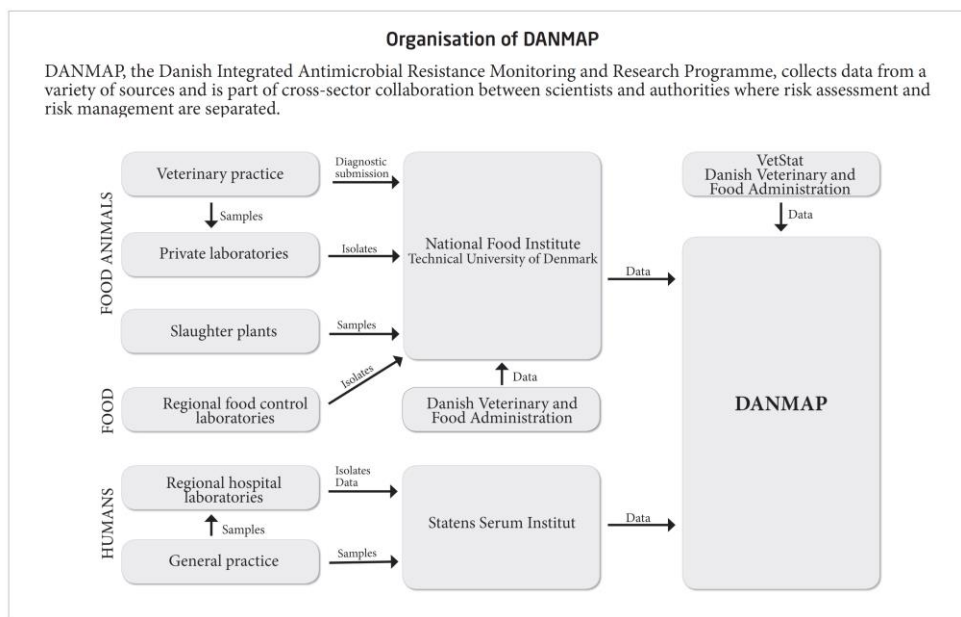 Organisation of DANMAP
DANMAP, the Danish Integrated Antimicrobial Resistance Monitoring and Research Programme, collects data from a
variety of sources and is part of cross-sector collaboration between scientists and authorities where risk assessment and
risk management are separated.
FOOD ANIMALS
Veterinary practice
Diagnostic
submission
Samples
Private laboratories
Isolates
Slaughter plants
Samples
FOOD
Regional food control
laboratories
Isolates
National Food Institute
Technical University of Denmark
Data
Data
Danish Veterinary and
Food Administration
VetStat
Danish Veterinary and
Food Administration
Data
DANMAP
HUMANS
Regional hospital
laboratories
Isolates
Data
Samples
General practice
Samples
Statens Serum Institut
Data